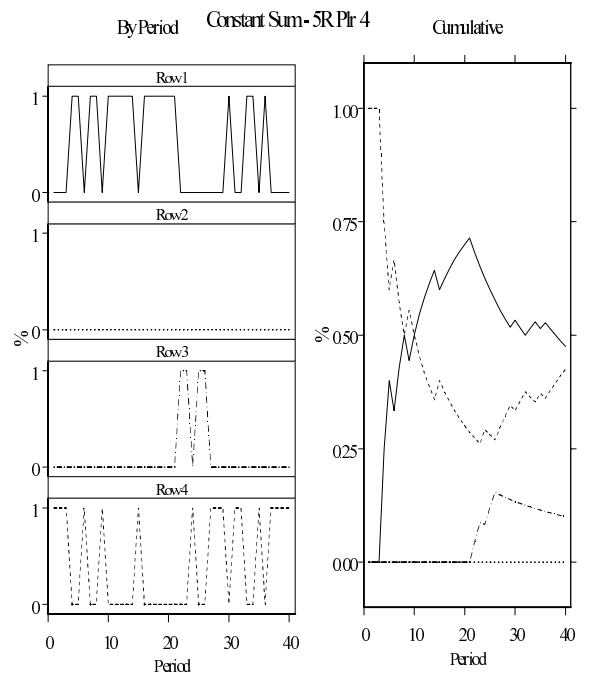 Constant Sum - 5R Plr 4
By Period
Cumulative
Row1
1
0
Row2
1
0
%
Row3
1
0
Row4
1
0
0 10 20 30 40
Period
1.00
0.75
%
0.50
0.25
0.00
0 10 20 30 40
Period